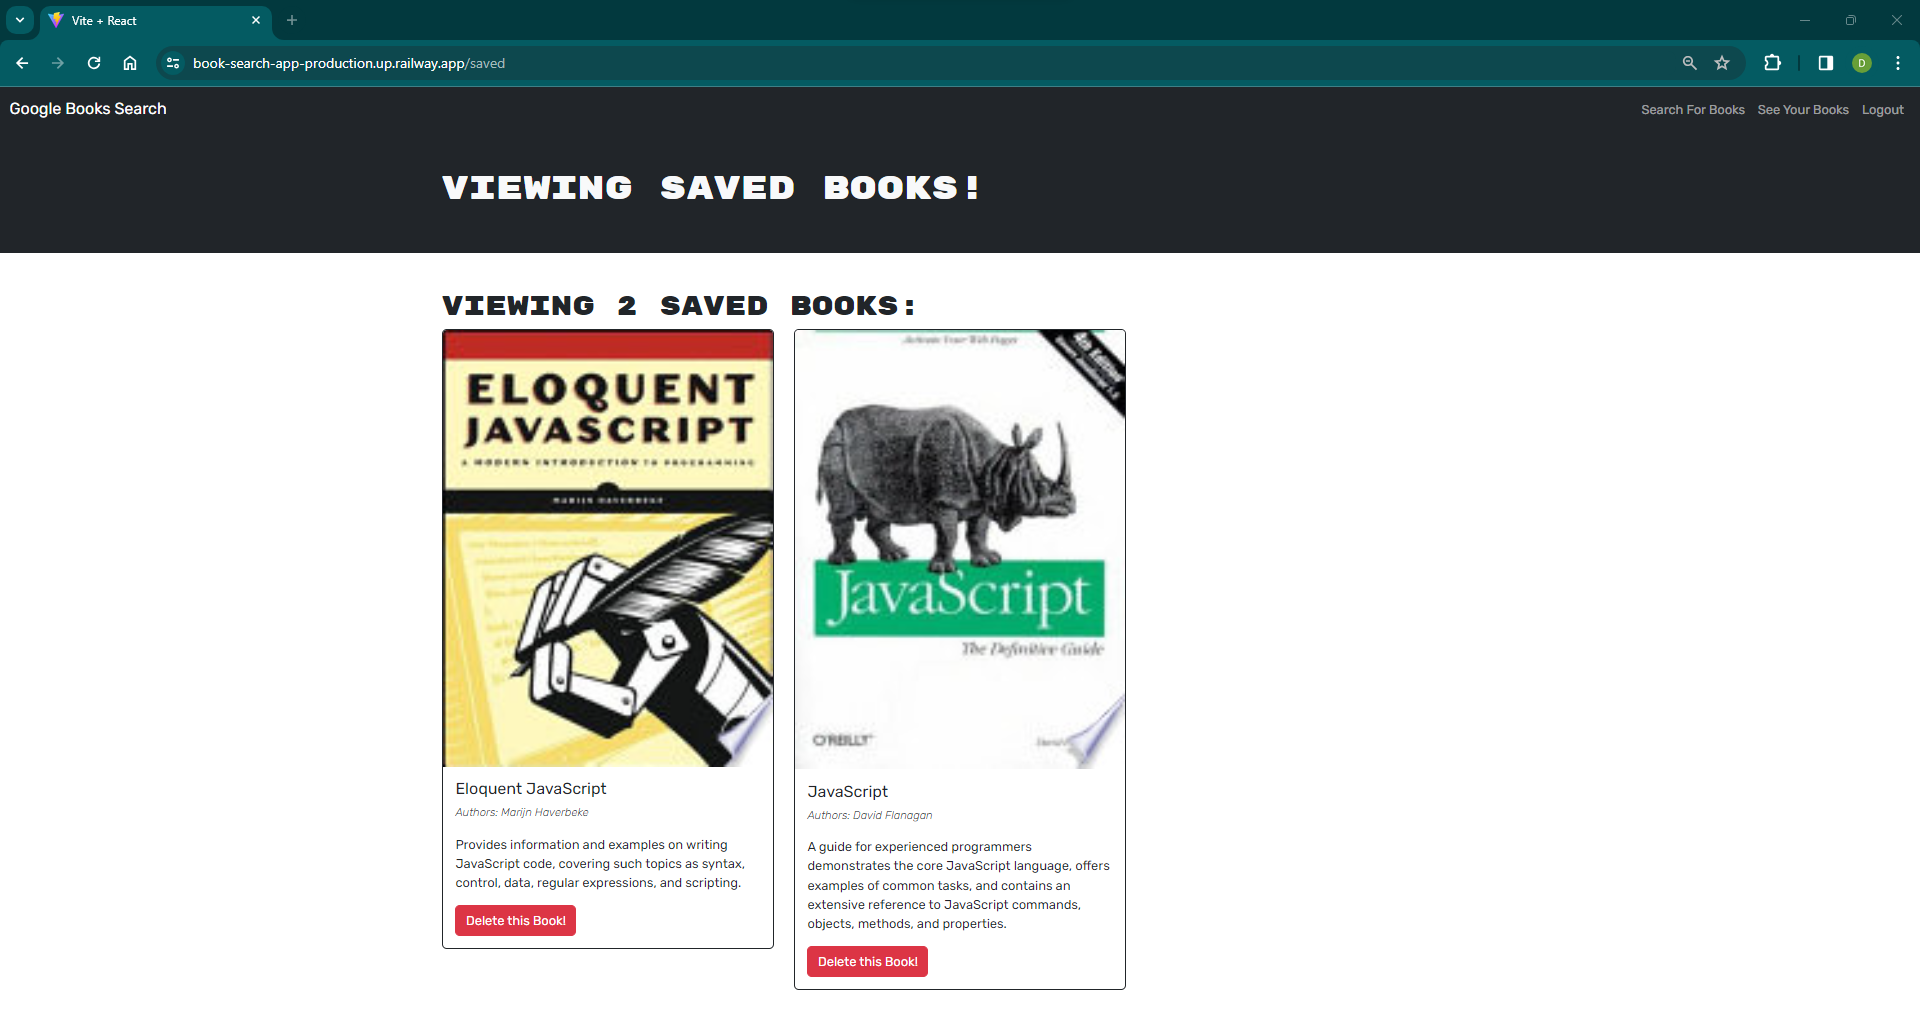 Vite + React
book-search-app-production.up.railway.app/saved
D
Google Books Search
Search For Books See Your Books Logout
VIEWING SAVED BOOKS!
VIEWING 2 SAVED BOOKS:
ELOQUENT
JAVASCRIPT
A MODERN INTRODUCTION TO PROGRAMMING
MARIJN HAVERBEKE
Eloquent JavaScript
Authors: Marijn Haverbeke
Provides information and examples on writing
JavaScript code, covering such topics as syntax,
control, data, regular expressions, and scripting.
Delete this Book!
Activate Your Web Pages
4th Edition
JavaScript
The Definitive Guide
O'REILLY
David
JavaScript
Authors: David Flanagan
A guide for experienced programmers
demonstrates the core JavaScript language, offers
examples of common tasks, and contains an
extensive reference to JavaScript commands,
objects, methods, and properties.
Delete this Book!